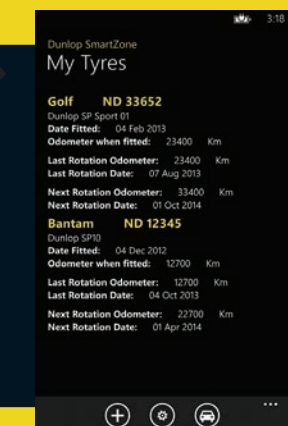 3:18
Dunlop SmartZone
My Tyres
Golf ND 33652
Dunlop SP Sport 01
Date Fitted: 04 Feb 2013
Odometer when fitted: 23400 Km
Last Rotation Odometer: 23400 Km
Last Rotation Date: 07 Aug 2013
Next Rotation Odometer: 33400 Km
Next Rotation Date: 01 Oct 2014
Bantam ND 12345
Dunlop SP10
Date Fitted: 04 Dec 2012
Odometer when fitted: 12700 Km
Last Rotation Odometer: 12700 Km
Last Rotation Date: 04 Oct 2013
Next Rotation Odometer: 22700 Km
Next Rotation Date: 01 Apr 2014